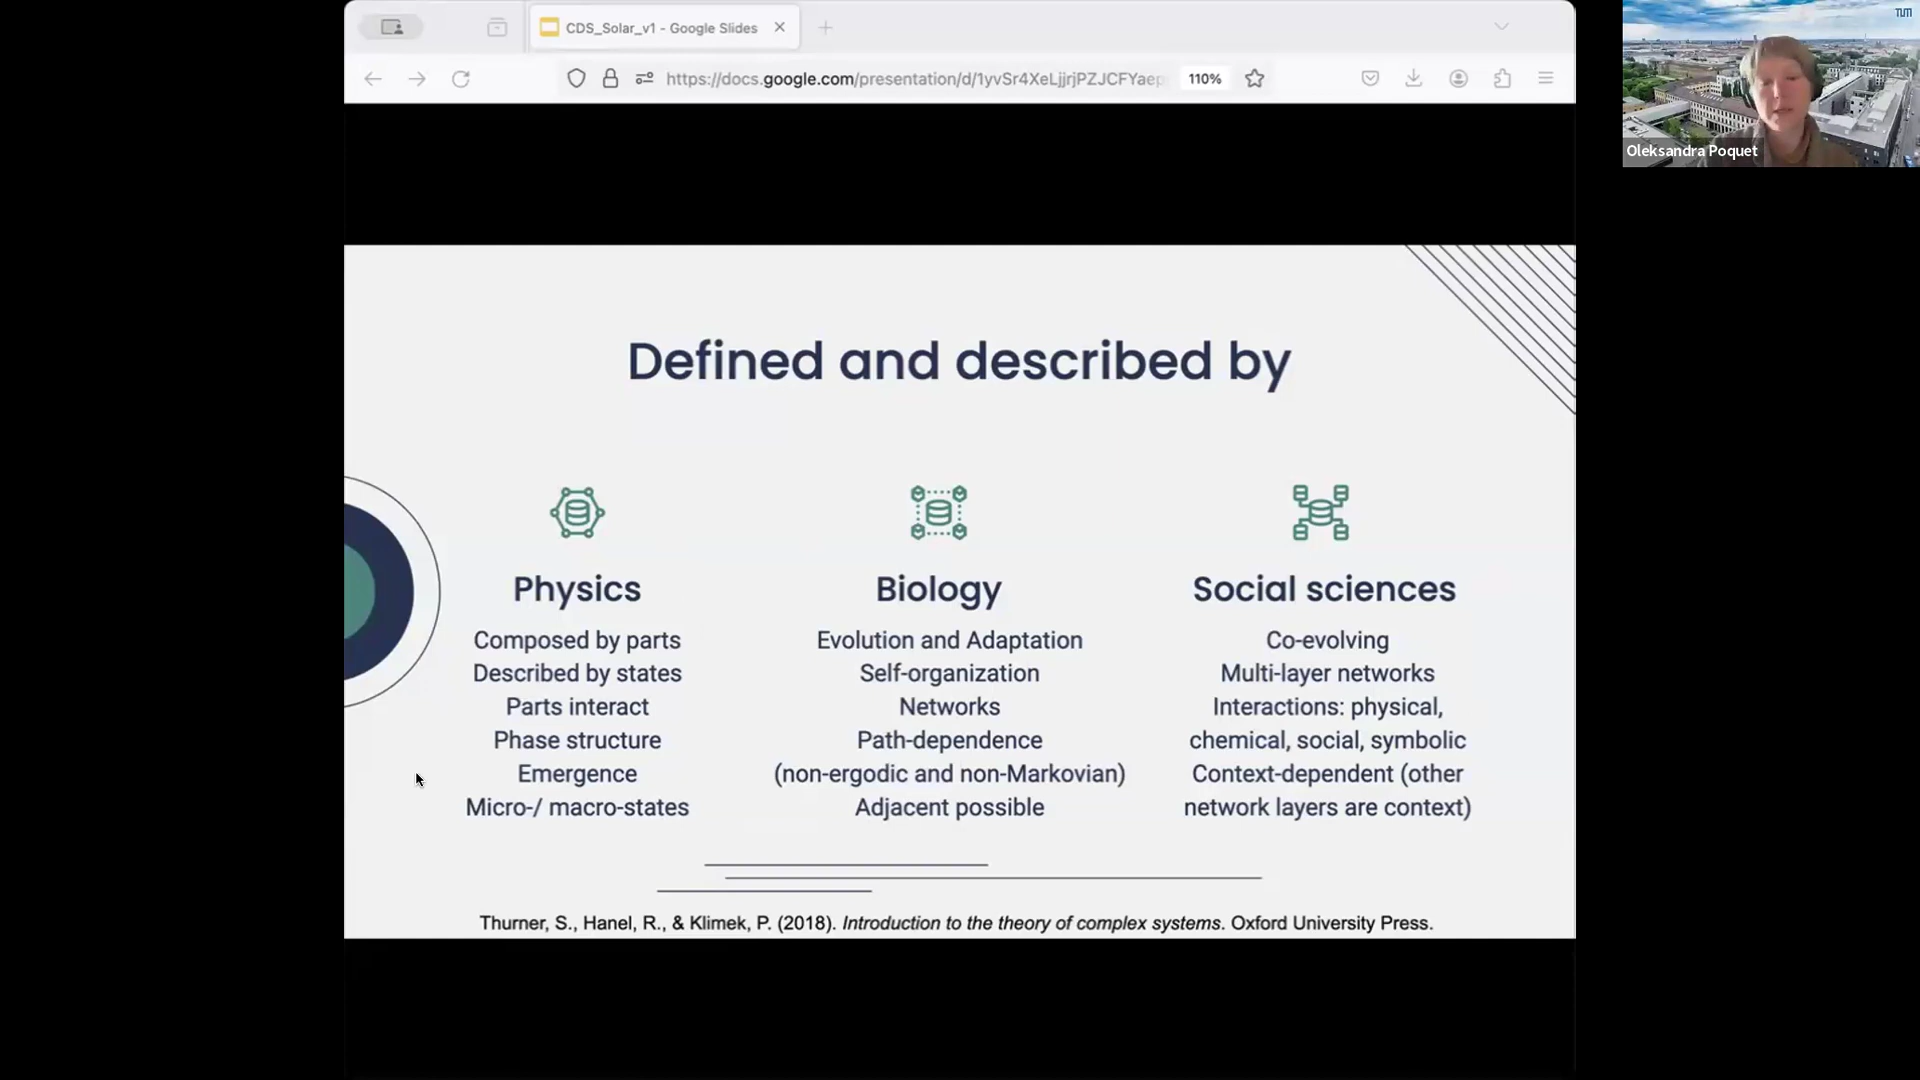 CDS_Solar_v1 - Google Slides
https://docs.google.com/presentation/d/1yvSr4XeLjjrjPZJCFYaep
110%
TUM
Oleksandra Poquet
Defined and described by
Physics
Composed by parts
Described by states
Parts interact
Phase structure
Emergence
Micro-/ macro-states
Biology
Evolution and Adaptation
Self-organization
Networks
Path-dependence
(non-ergodic and non-Markovian)
Adjacent possible
Social sciences
Co-evolving
Multi-layer networks
Interactions: physical,
chemical, social, symbolic
Context-dependent (other
network layers are context)
Thurner, S., Hanel, R., & Klimek, P. (2018). Introduction to the theory of complex systems. Oxford University Press.